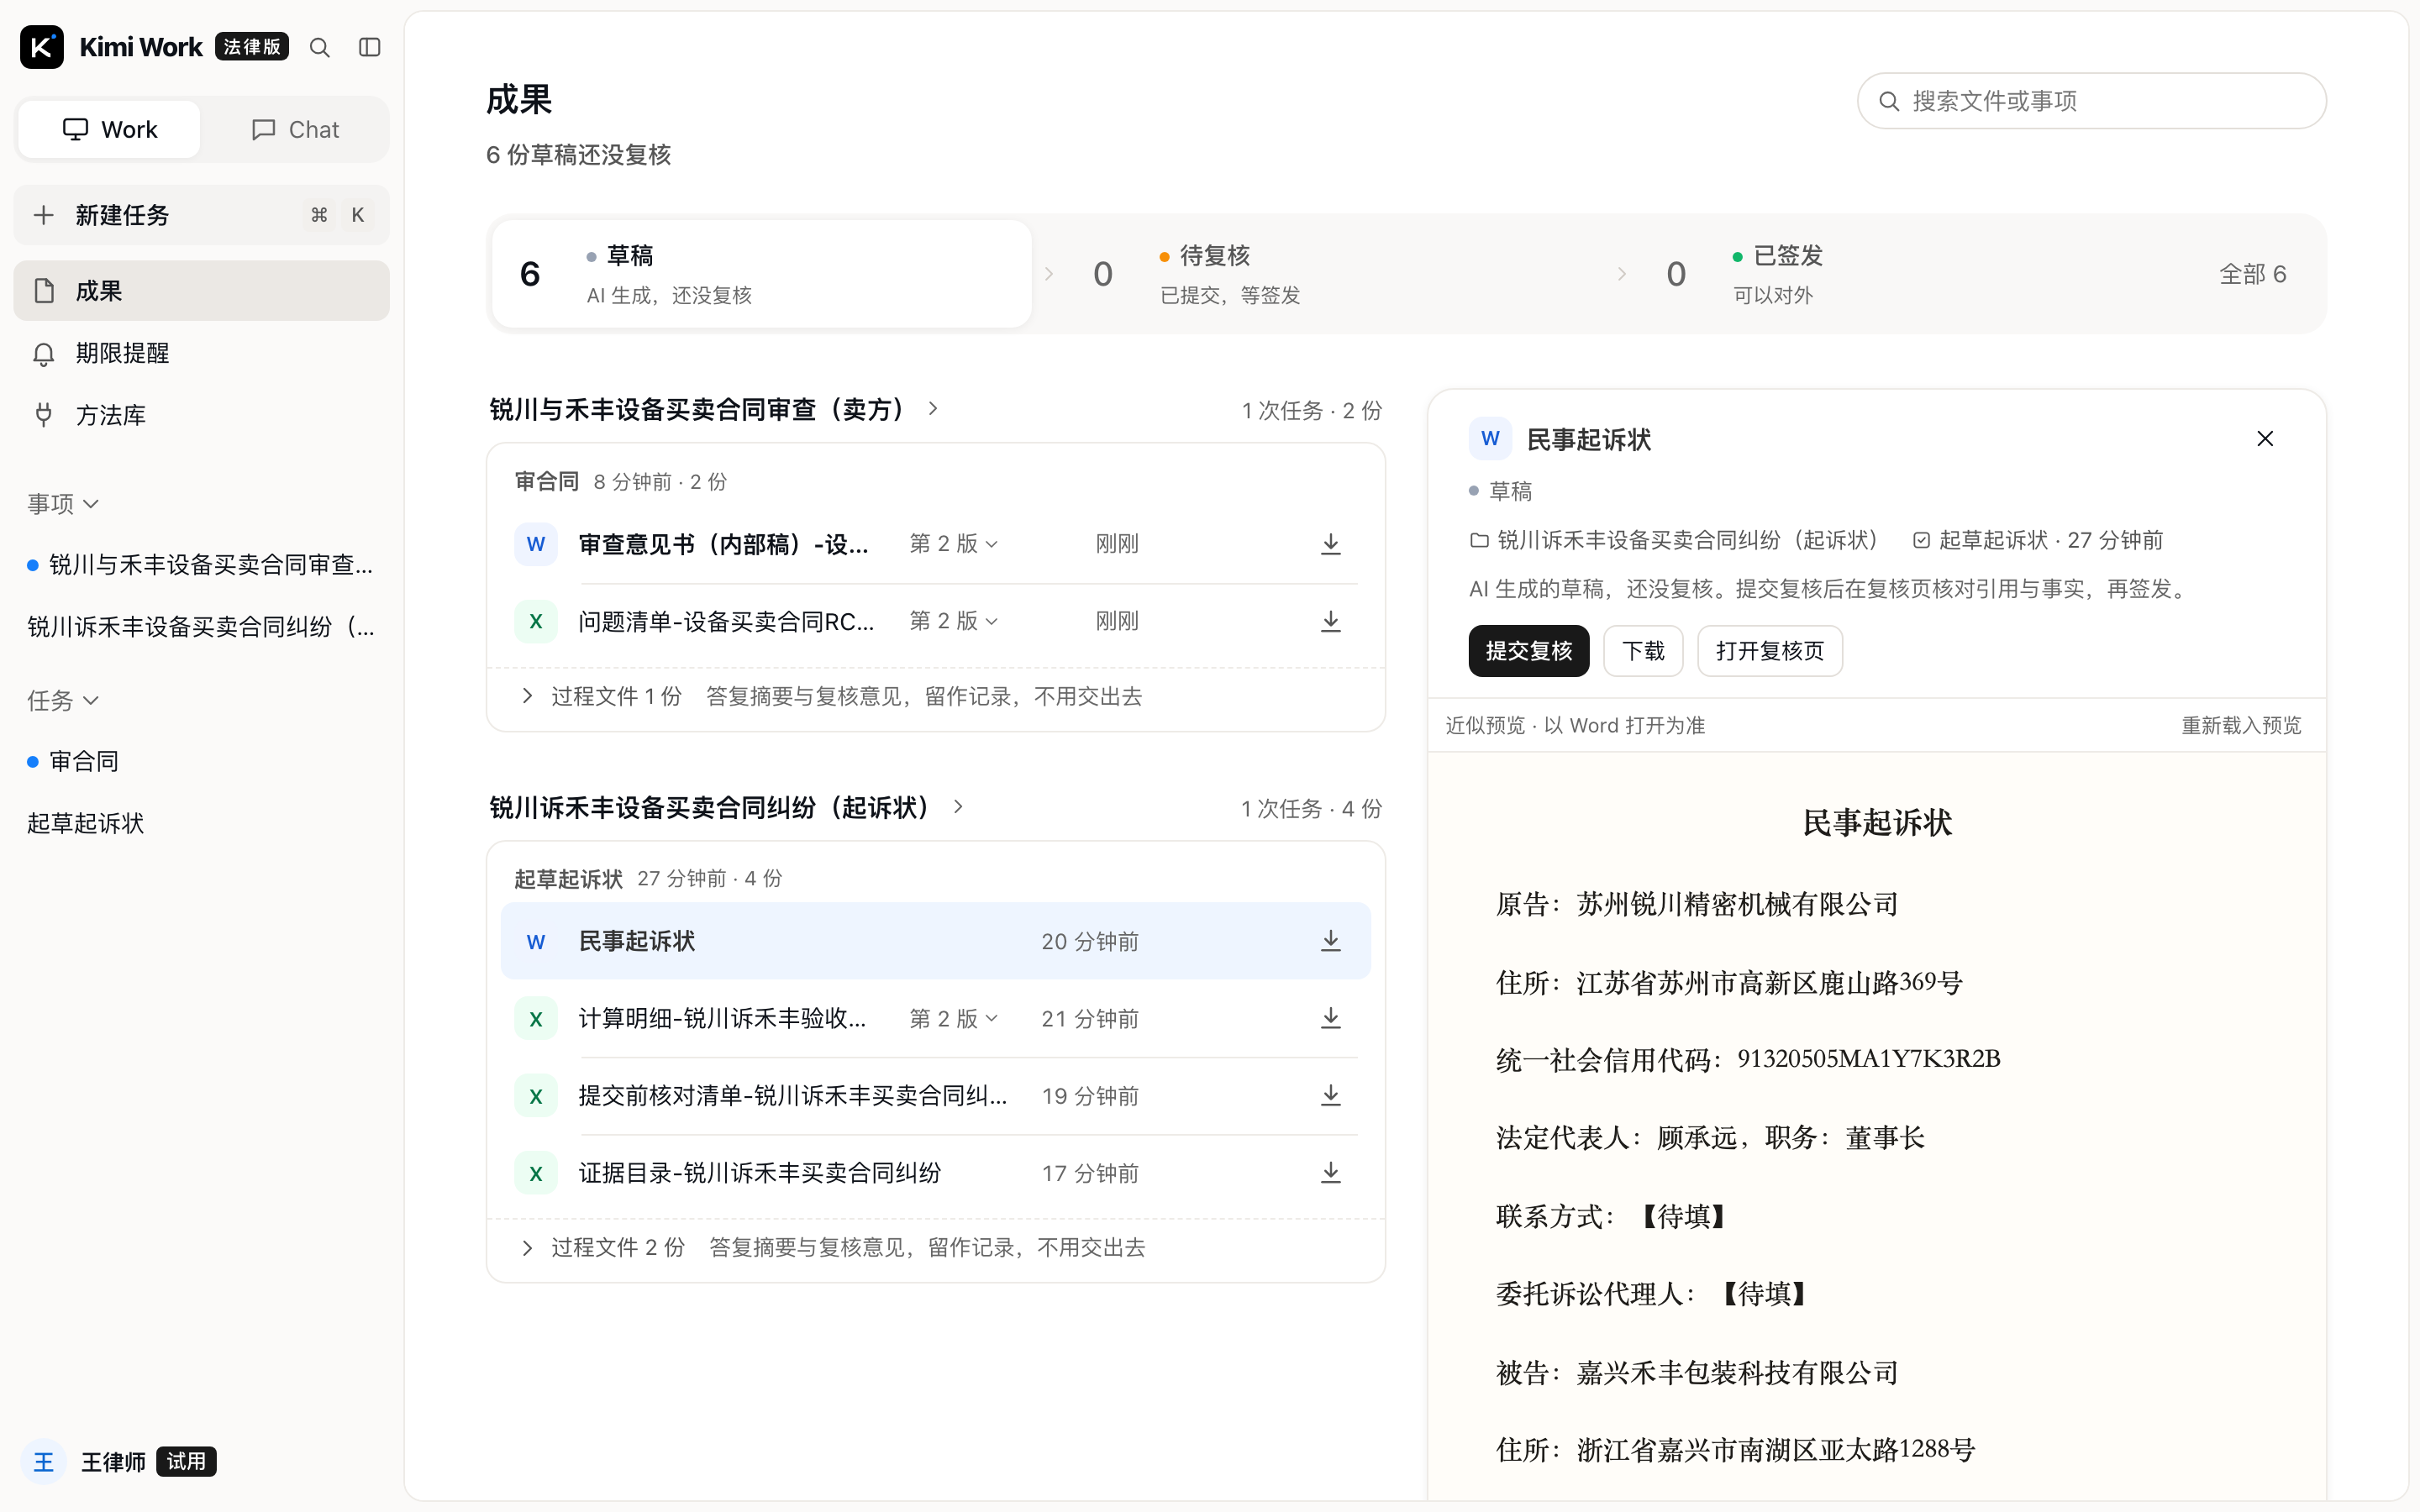 Kimi Work 法律版
Work
Chat
新建任务 ⌘ K
成果
期限提醒
方法库
事项
锐川与禾丰设备买卖合同审查...
锐川诉禾丰设备买卖合同纠纷（...
任务
审合同
起草起诉状
王 王律师 试用
成果
6 份草稿还没复核
搜索文件或事项
6 草稿
AI 生成，还没复核
0 待复核
已提交，等签发
0 已签发
可以对外
全部 6
锐川与禾丰设备买卖合同审查（卖方）
1 次任务 · 2 份
审合同 8 分钟前 · 2 份
W 审查意见书（内部稿）-设... 第 2 版 刚刚
X 问题清单-设备买卖合同RC... 第 2 版 刚刚
过程文件 1 份 答复摘要与复核意见，留作记录，不用交出去
锐川诉禾丰设备买卖合同纠纷（起诉状）
1 次任务 · 4 份
起草起诉状 27 分钟前 · 4 份
W 民事起诉状 20 分钟前
X 计算明细-锐川诉禾丰验收... 第 2 版 21 分钟前
X 提交前核对清单-锐川诉禾丰买卖合同纠... 19 分钟前
X 证据目录-锐川诉禾丰买卖合同纠纷 17 分钟前
过程文件 2 份 答复摘要与复核意见，留作记录，不用交出去
W 民事起诉状
草稿
锐川诉禾丰设备买卖合同纠纷（起诉状） 起草起诉状 · 27 分钟前
AI 生成的草稿，还没复核。提交复核后在复核页核对引用与事实，再签发。
提交复核 下载 打开复核页
近似预览 · 以 Word 打开为准 重新载入预览
民事起诉状
原告：苏州锐川精密机械有限公司
住所：江苏省苏州市高新区鹿山路369号
统一社会信用代码：91320505MA1Y7K3R2B
法定代表人：顾承远，职务：董事长
联系方式：【待填】
委托诉讼代理人：【待填】
被告：嘉兴禾丰包装科技有限公司
住所：浙江省嘉兴市南湖区亚太路1288号